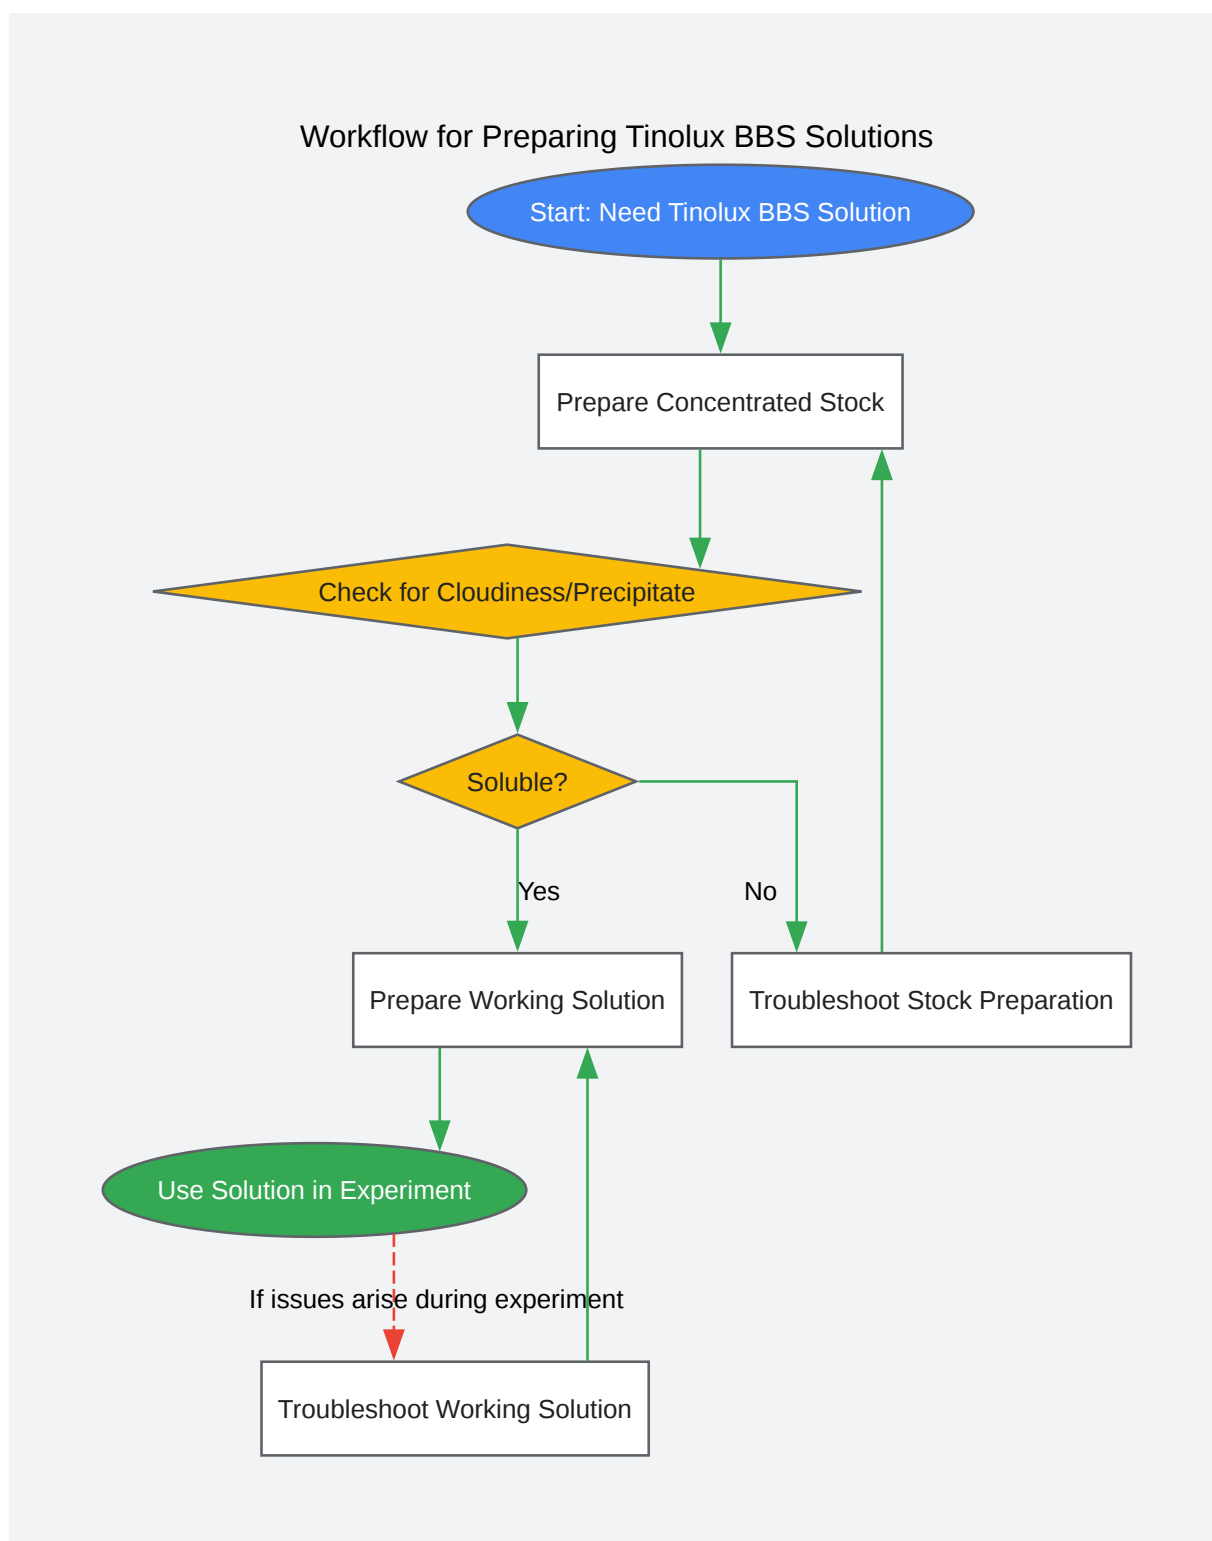 Workflow for Preparing Tinolux BBS Solutions
Start: Need Tinolux BBS Solution
Prepare Concentrated Stock
Check for Cloudiness/Precipitate
Soluble?
Yes
No
Prepare Working Solution
Troubleshoot Stock Preparation
Use Solution in Experiment
If issues arise during experiment
Troubleshoot Working Solution